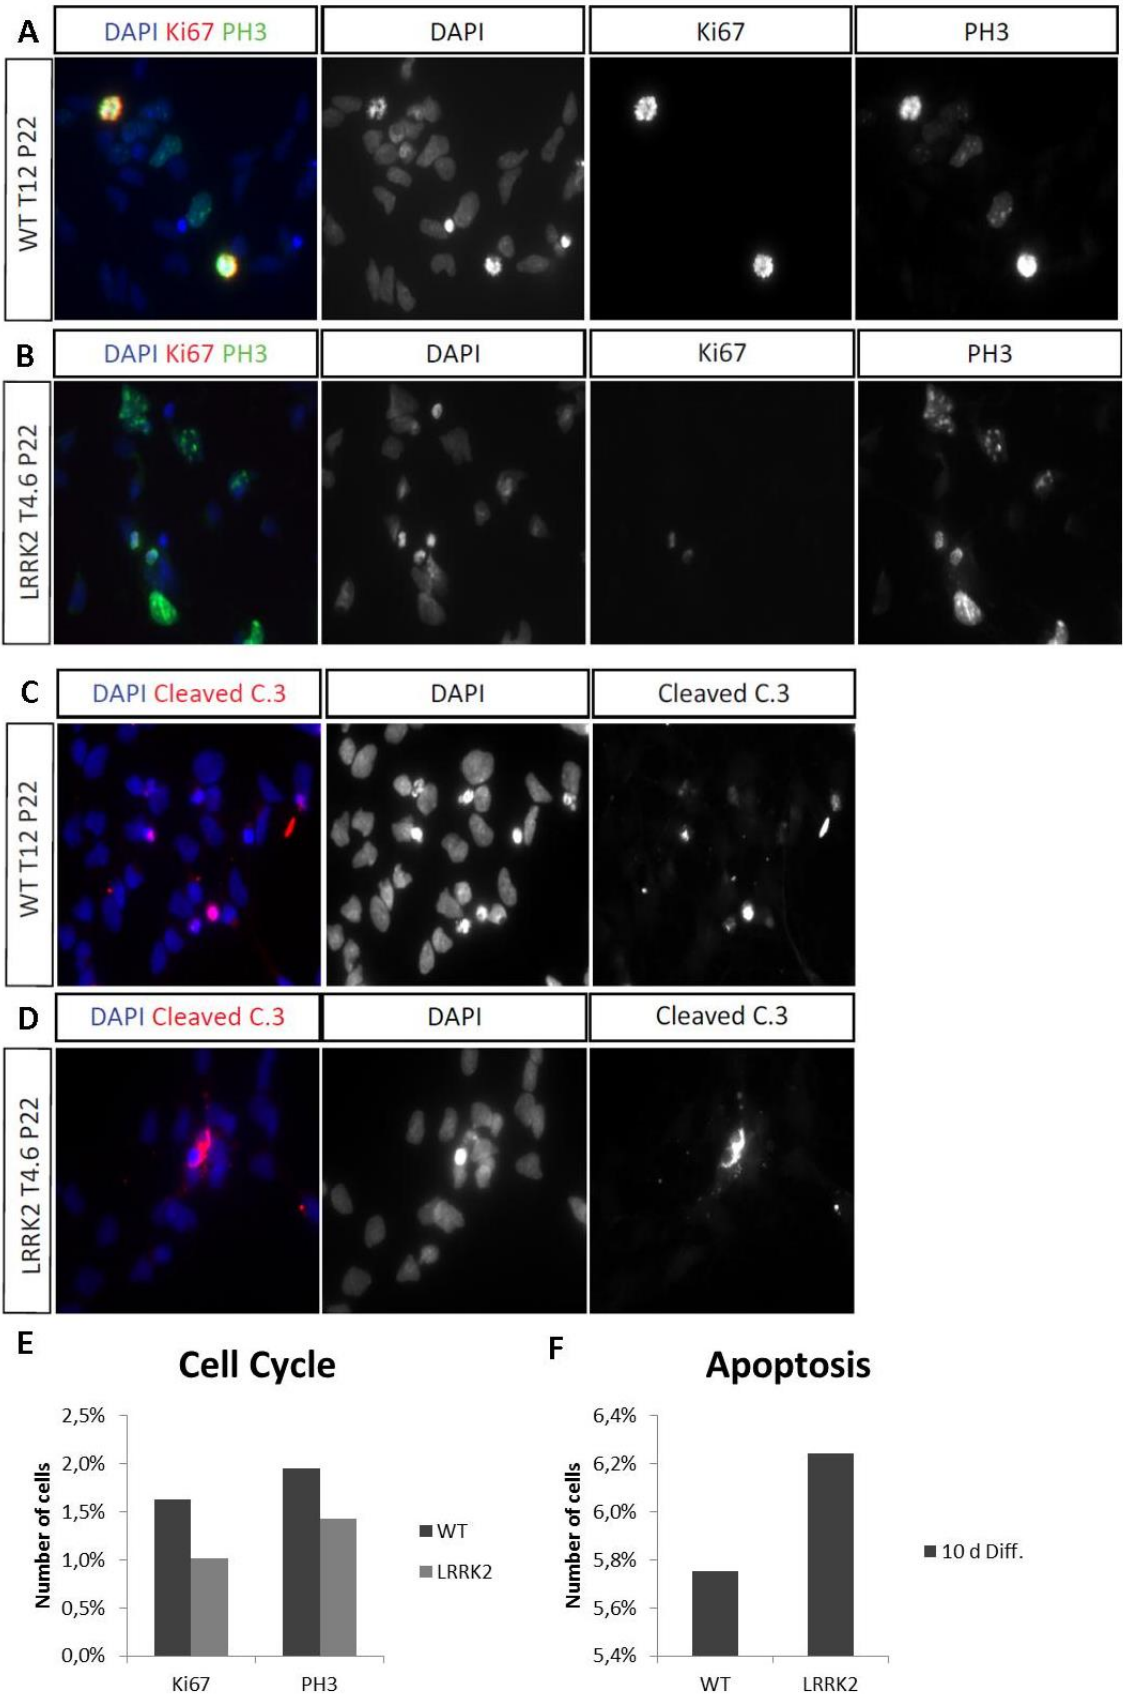 A
DAPI Ki67 PH3
DAPI
Ki67
PH3
WT T12 P22
B
DAPI Ki67 PH3
DAPI
Ki67
PH3
LRRK2 T4.6 P22
C
DAPI Cleaved C.3
DAPI
Cleaved C.3
WT T12 P22
D
DAPI Cleaved C.3
DAPI
Cleaved C.3
LRRK2 T4.6 P22
E
Cell Cycle
Number of cells
2,5%
2,0%
1,5%
1,0%
0,5%
0,0%
Ki67
PH3
WT
LRRK2
F
Apoptosis
Number of cells
6,4%
6,2%
6,0%
5,8%
5,6%
5,4%
WT
LRRK2
10 d Diff.